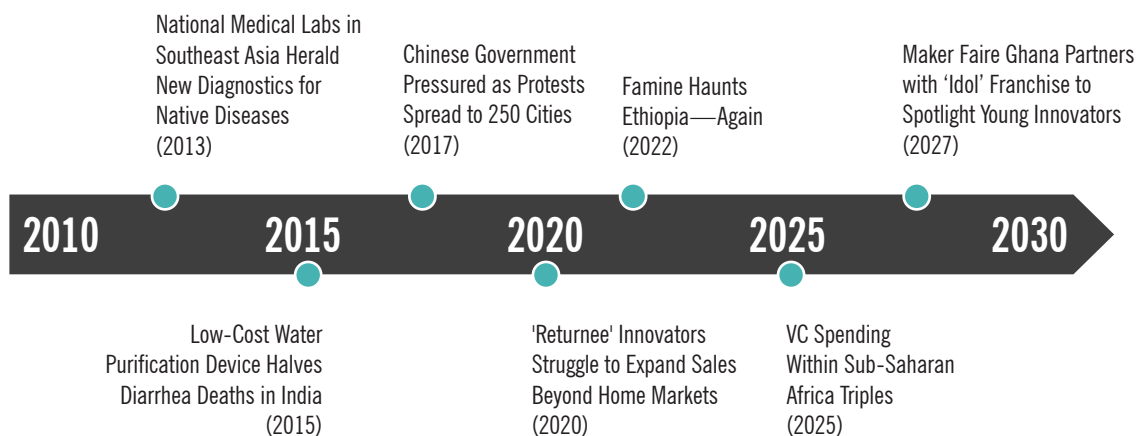 National Medical Labs in
Southeast Asia Herald
New Diagnostics for
Native Diseases
(2013)
Chinese Government
Pressured as Protests
Spread to 250 Cities
(2017)
Famine Haunts
Ethiopia—Again
(2022)
Maker Faire Ghana Partners
with ‘Idol’ Franchise to
Spotlight Young Innovators
(2027)
2010 2015 2020 2025 2030
Low-Cost Water
Purification Device Halves
Diarrhea Deaths in India
(2015)
'Returnee' Innovators
Struggle to Expand Sales
Beyond Home Markets
(2020)
VC Spending
Within Sub-Saharan
Africa Triples
(2025)